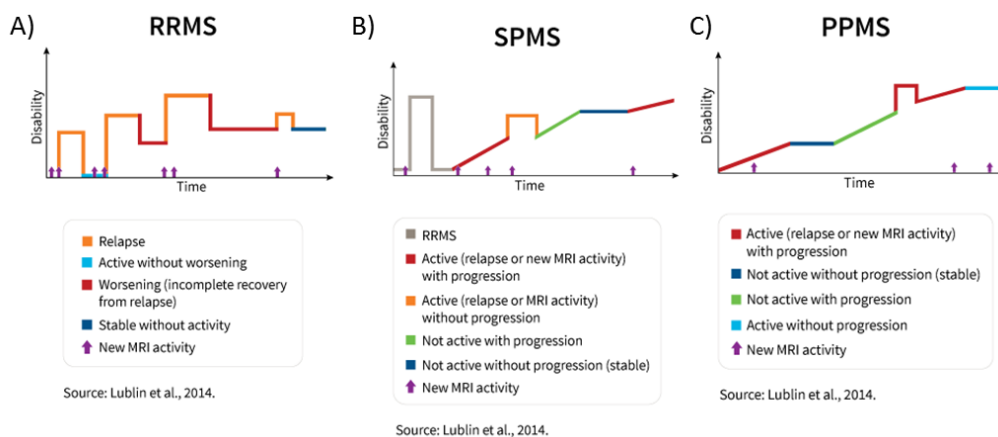 A)
RRMS
Disability
Time
Relapse
Active without worsening
Worsening (incomplete recovery
from relapse)
Stable without activity
New MRI activity
Source: Lublin et al., 2014.
B)
SPMS
Disability
Time
RRMS
Active (relapse or new MRI activity)
with progression
Active (relapse or MRI activity)
without progression
Not active with progression
Not active without progression (stable)
New MRI activity
Source: Lublin et al., 2014.
C)
PPMS
Disability
Time
Active (relapse or new MRI activity)
with progression
Not active without progression (stable)
Not active with progression
Active without progression
New MRI activity
Source: Lublin et al., 2014.